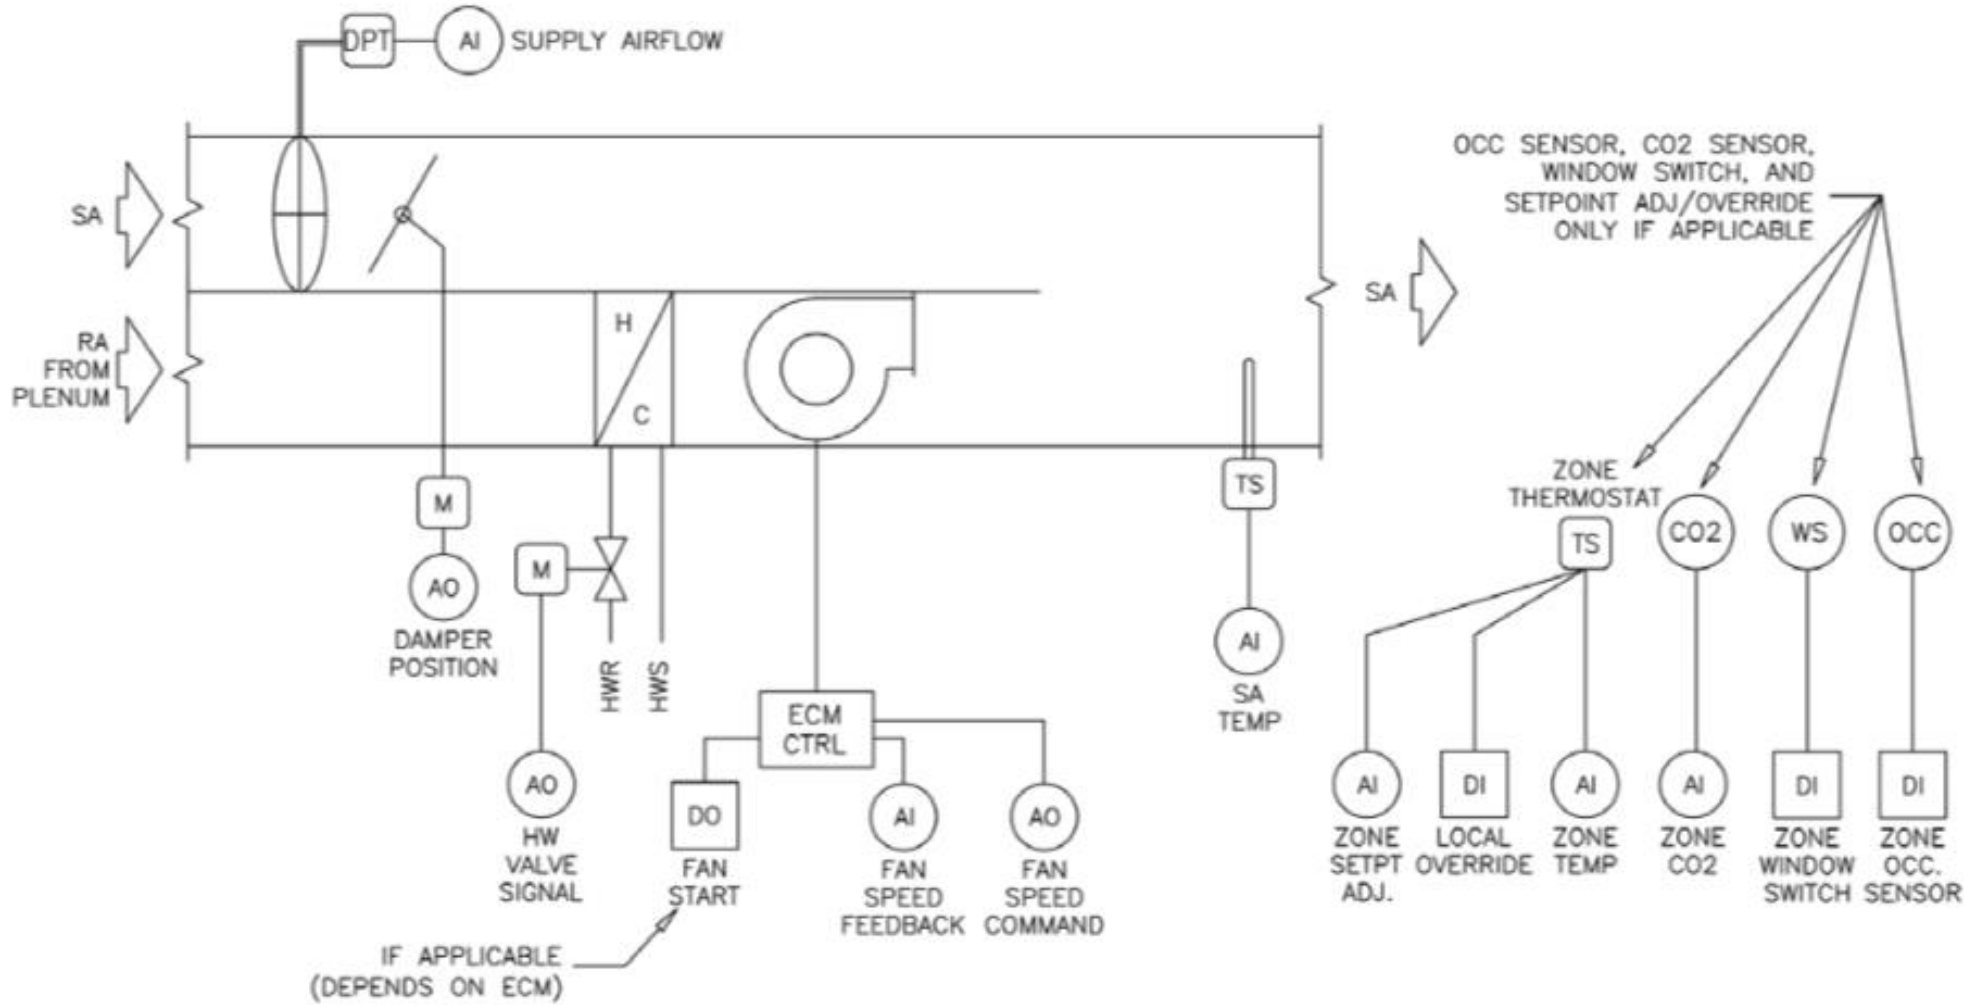 DPT
AI
SUPPLY AIRFLOW
OCC SENSOR, CO2 SENSOR,
WINDOW SWITCH, AND
SETPOINT ADJ/OVERRIDE
ONLY IF APPLICABLE
SA
SA
RA
FROM
PLENUM
H
C
M
AO
DAMPER
POSITION
M
AO
HW
VALVE
SIGNAL
HWR
HWS
ECM
CTRL
DO
FAN
START
AI
FAN
SPEED
FEEDBACK
AO
FAN
SPEED
COMMAND
IF APPLICABLE
(DEPENDS ON ECM)
TS
AI
SA
TEMP
ZONE
THERMOSTAT
TS
CO2
WS
OCC
AI
ZONE
SETPT
ADJ.
DI
LOCAL
OVERRIDE
AI
ZONE
TEMP
AI
ZONE
CO2
DI
ZONE
WINDOW
SWITCH
DI
ZONE
OCC.
SENSOR